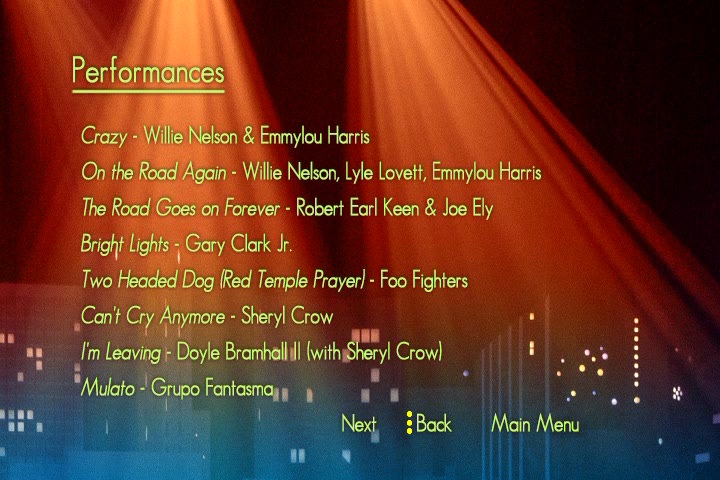 Performances
Crazy - Willie Nelson & Emmylou Harris
On the Road Again - Willie Nelson, Lyle Lovett, Emmylou Harris
The Road Goes on Forever - Robert Earl Keen & Joe Ely
Bright Lights - Gary Clark Jr.
Two Headed Dog (Red Temple Prayer) - Foo Fighters
Can't Cry Anymore - Sheryl Crow
I'm Leaving - Doyle Bramhall II (with Sheryl Crow)
Mulato - Grupo Fantasma
Next Back Main Menu